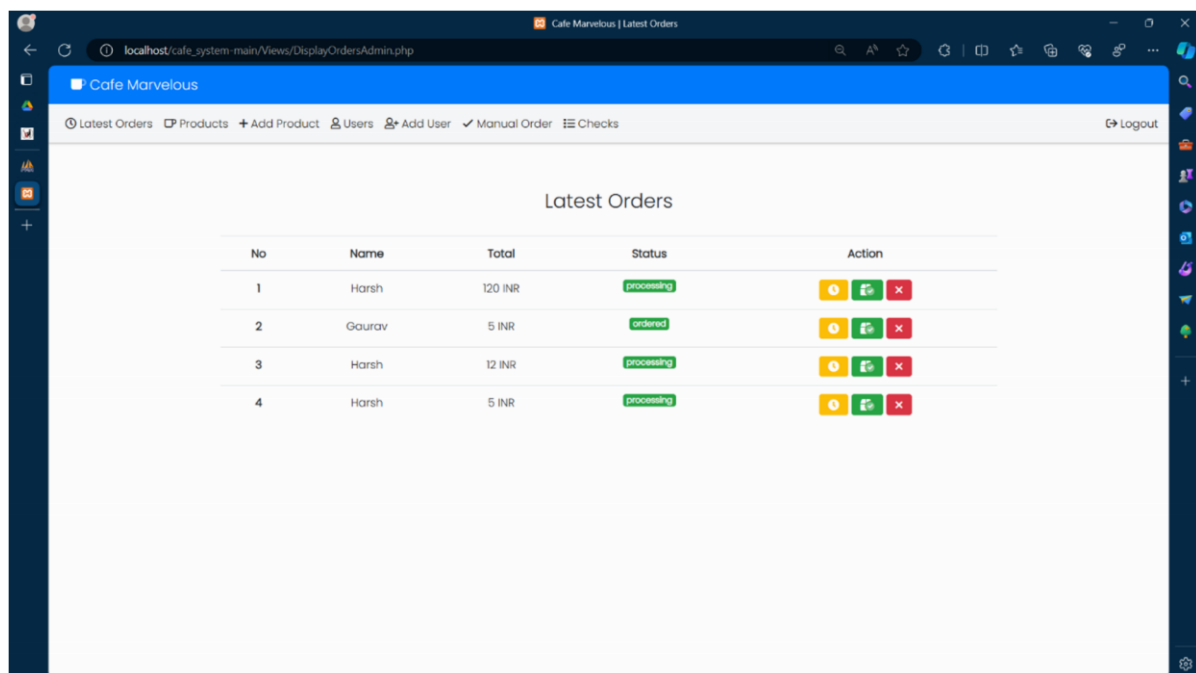 Cafe Marvelous | Latest Orders
localhost/cafe_system-main/Views/DisplayOrdersAdmin.php
Cafe Marvelous
Latest Orders Products Add Product Users Add User Manual Order Checks Logout
Latest Orders
No Name Total Status Action
1 Harsh 120 INR processing
2 Gaurav 5 INR ordered
3 Harsh 12 INR processing
4 Harsh 5 INR processing